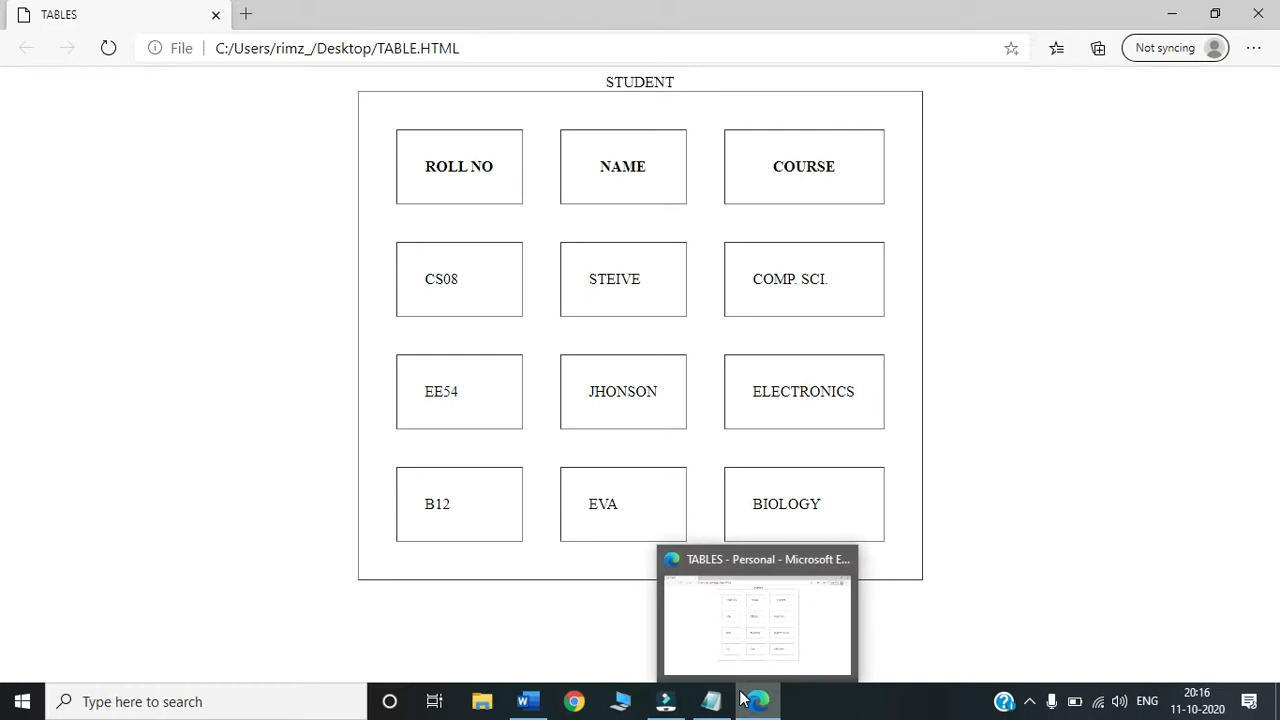 TABLES
File
C:/Users/rimz_/Desktop/TABLE.HTML
Not syncing
STUDENT
ROLL NO NAME COURSE
CS08 STEIVE COMP. SCI.
EE54 JHONSON ELECTRONICS
B12 EVA BIOLOGY
TABLES - Personal - Microsoft E...
Type here to search
ENG
20:16
11-10-2020